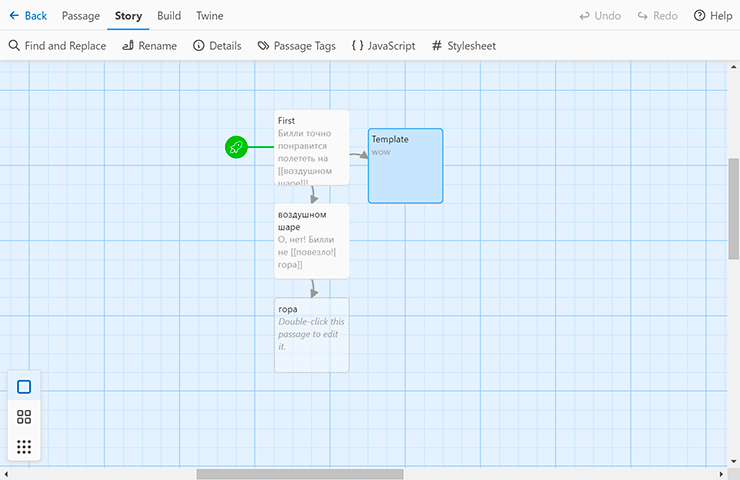 Back Passage Story Build Twine Undo Redo Help
Find and Replace Rename Details Passage Tags { } JavaScript # Stylesheet
First
Билли точно
понравится
полететь на
[[воздушном
шаре]]!
Template
wow
воздушном
шаре
О, нет! Билли
не [[повезло!|
гора]]
гора
Double-click this
passage to edit
it.